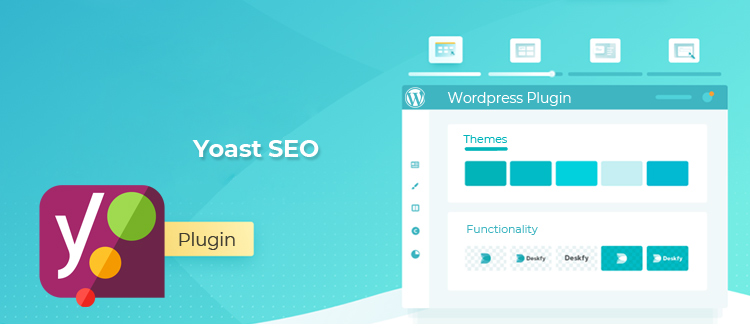 Yoast SEO
y
Plugin
Wordpress Plugin
Themes
Functionality
Deskfy
Deskfy
Deskfy